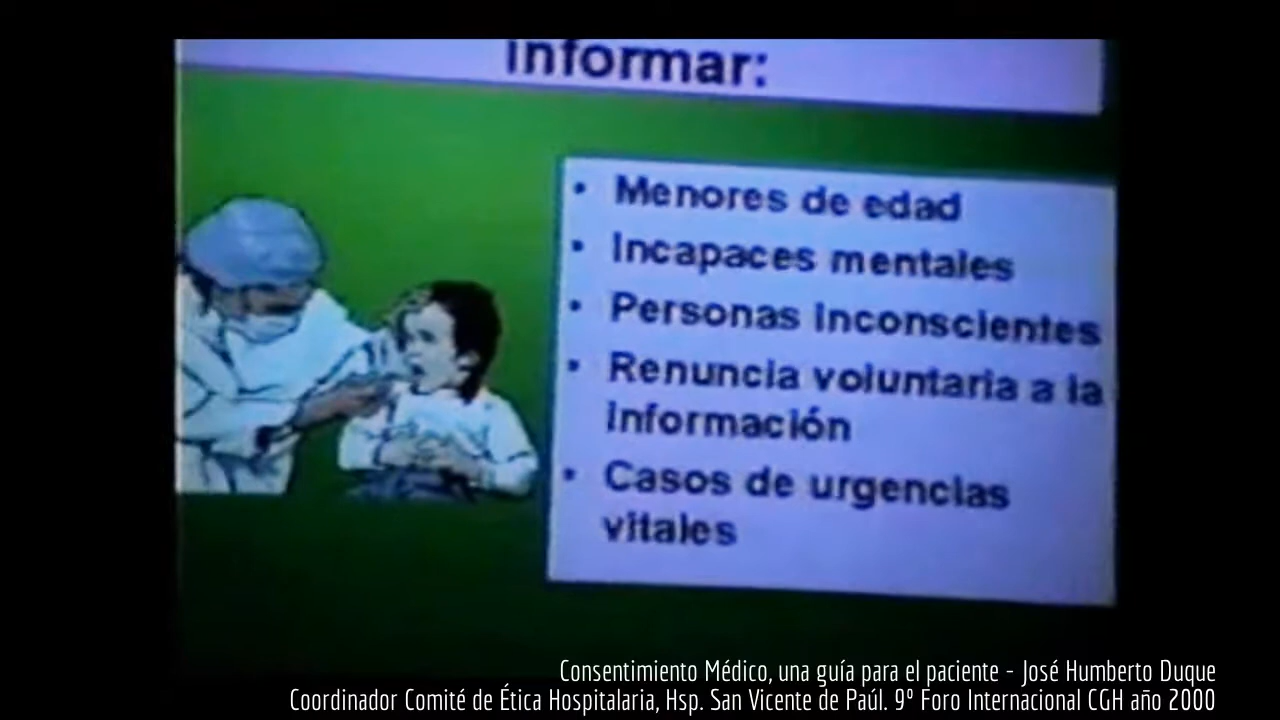 informar:
• Menores de edad
• Incapaces mentales
• Personas inconscientes
• Renuncia voluntaria a la
información
• Casos de urgencias
vitales
Consentimiento Médico, una guía para el paciente - José Humberto Duque
Coordinador Comité de Ética Hospitalaria, Hsp. San Vicente de Paúl. 9º Foro Internacional CGH año 2000